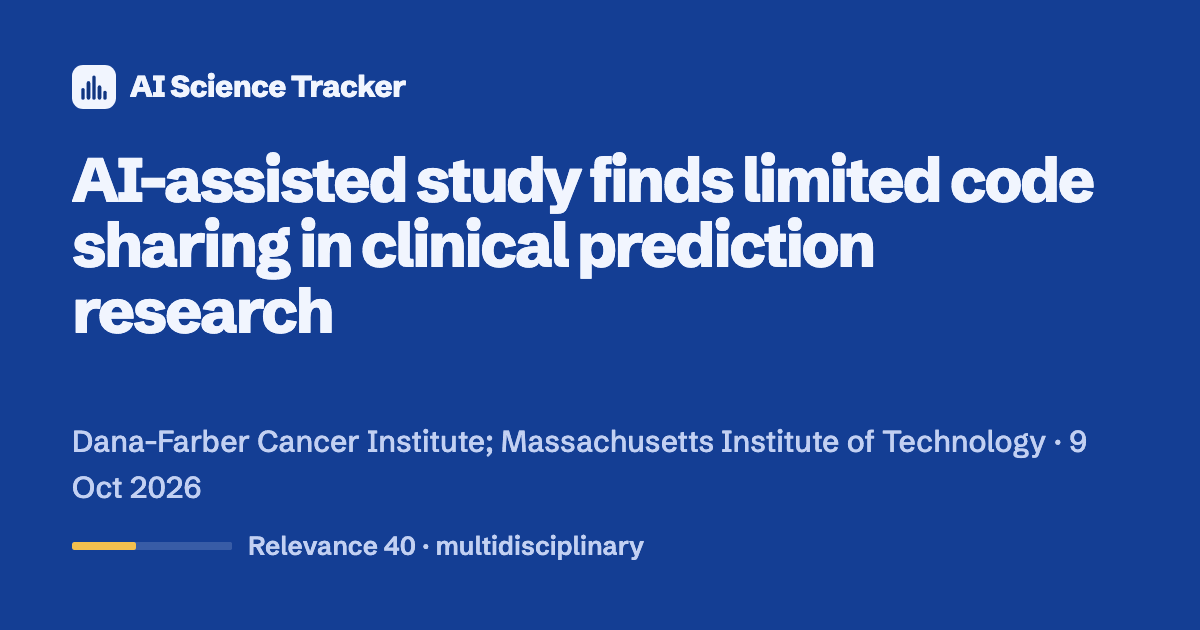 AI Science Tracker
AI-assisted study finds limited code
sharing in clinical prediction
research
Dana-Farber Cancer Institute; Massachusetts Institute of Technology · 9
Oct 2026
Relevance 40 · multidisciplinary